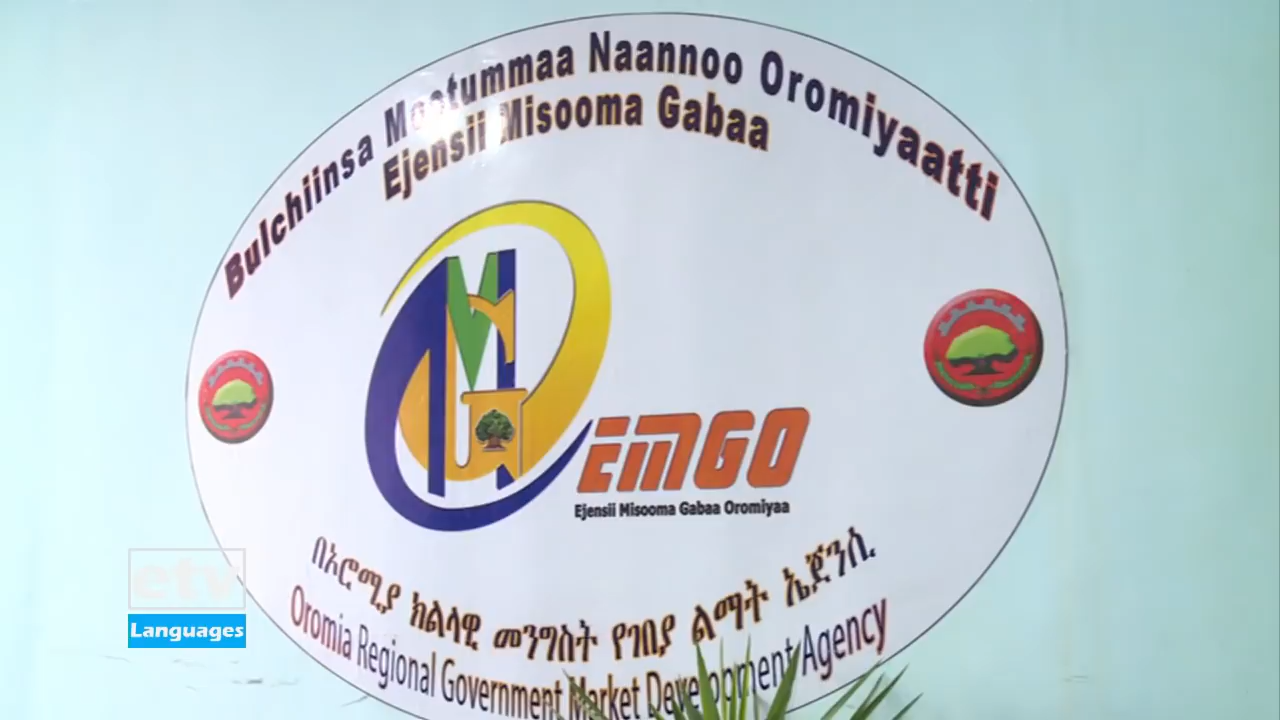 Bulchiinsa Mootummaa Naannoo Oromiyaatti
Ejensii Misooma Gabaa
EMGO
Ejensii Misooma Gabaa Oromiyaa
በኦሮሚያ ክልላዊ መንግስት የገበያ ልማት ኤጀንሲ
Oromia Regional Government Market Development Agency
etv
Languages